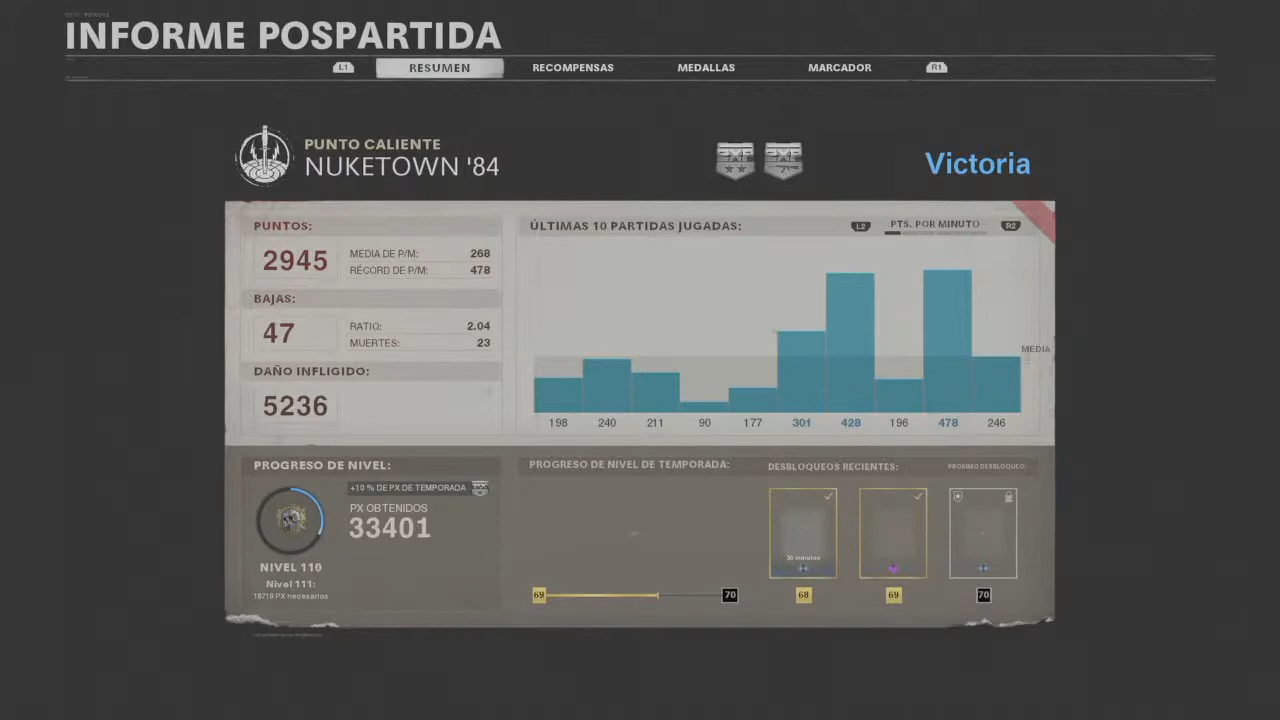 INFORME POSPARTIDA
L1 RESUMEN RECOMPENSAS MEDALLAS MARCADOR R1
PUNTO CALIENTE
NUKETOWN '84
2XP 2XP
Victoria
PUNTOS:
2945
MEDIA DE P/M: 268
RÉCORD DE P/M: 478
BAJAS:
47
RATIO: 2.04
MUERTES: 23
DAÑO INFLIGIDO:
5236
ÚLTIMAS 10 PARTIDAS JUGADAS:
L2 PTS. POR MINUTO R2
MEDIA
198 240 211 90 177 301 428 196 478 246
PROGRESO DE NIVEL:
+10 % DE PX DE TEMPORADA
PX OBTENIDOS
33401
NIVEL 110
Nivel 111:
18719 PX necesarios
PROGRESO DE NIVEL DE TEMPORADA:
69 70
DESBLOQUEOS RECIENTES:
PRÓXIMO DESBLOQUEO:
30 minutos
68 69 70